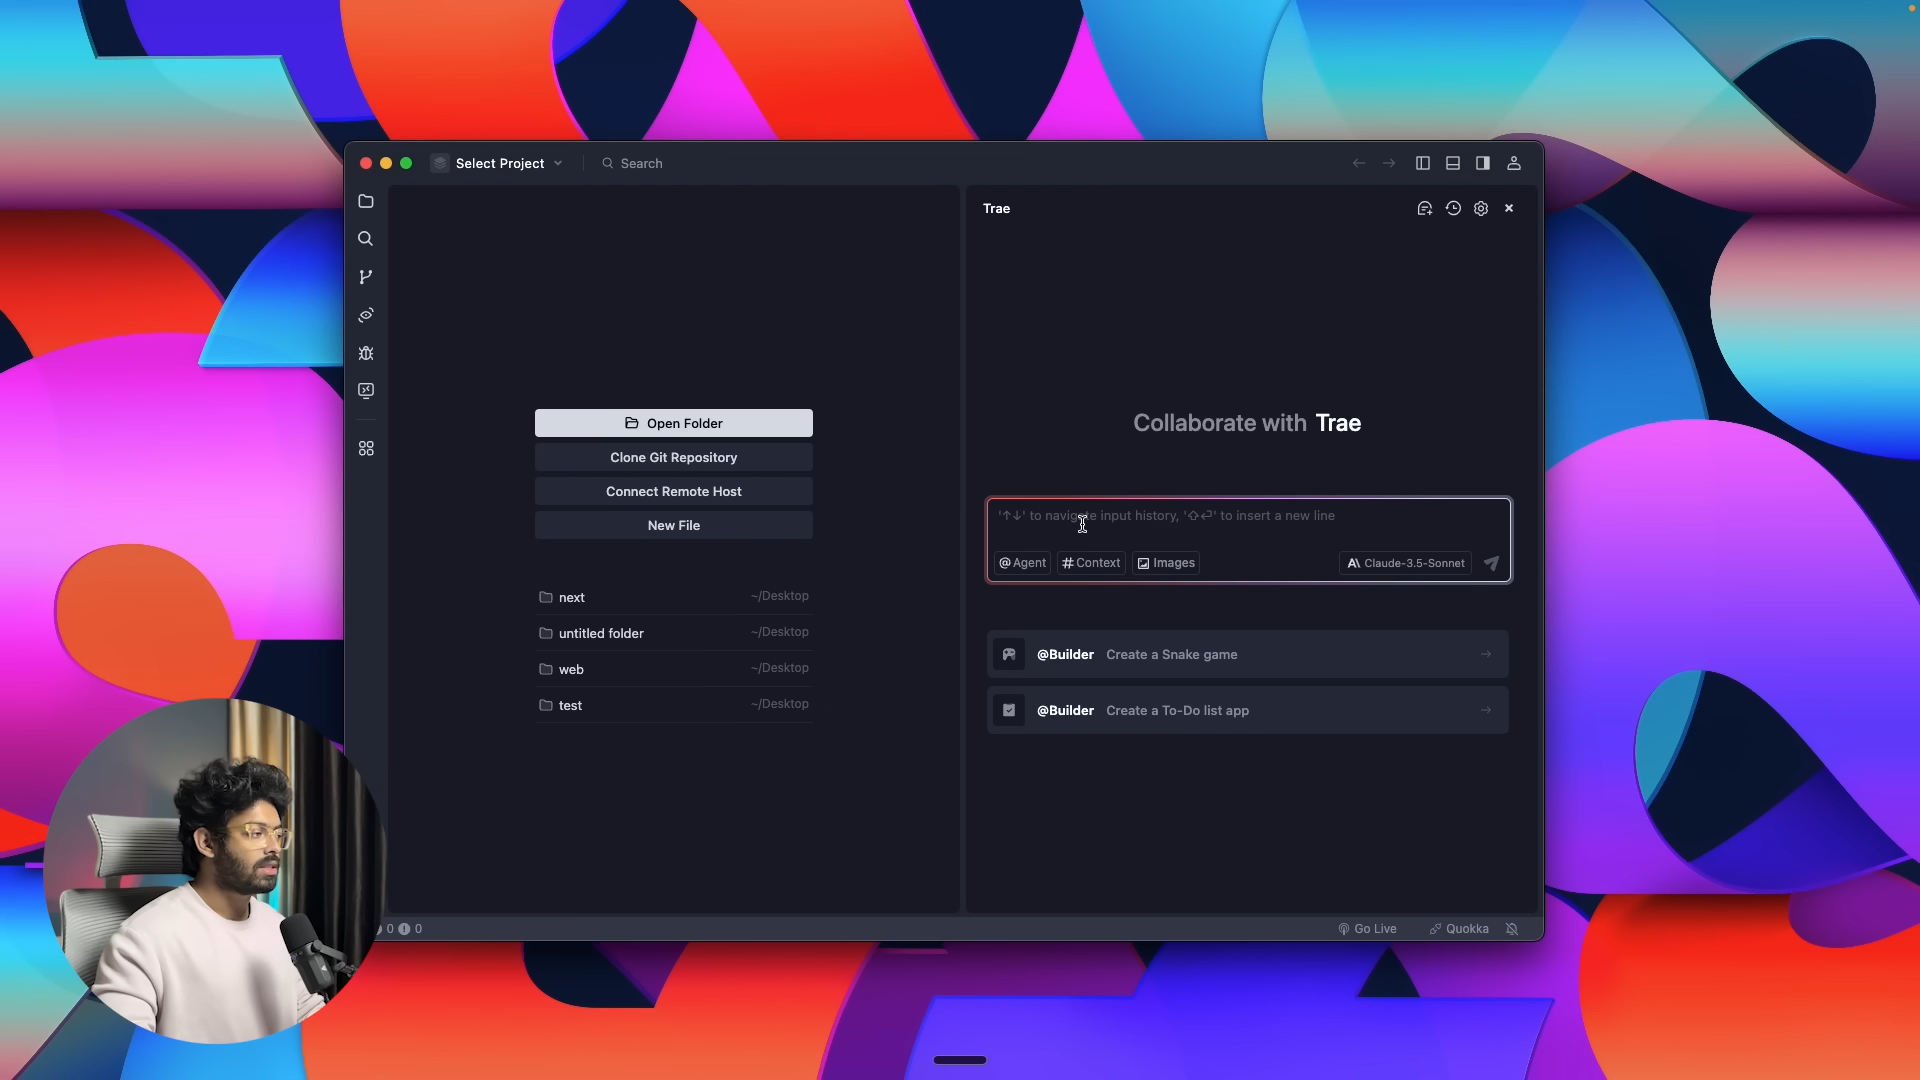 Select Project
Search
Trae
Open Folder
Clone Git Repository
Connect Remote Host
New File
next ~/Desktop
untitled folder ~/Desktop
web ~/Desktop
test ~/Desktop
Collaborate with Trae
'↑↓' to navigate input history, '⇧⏎' to insert a new line
@ Agent
# Context
Images
A\ Claude-3.5-Sonnet
@Builder Create a Snake game
@Builder Create a To-Do list app
0 0
Go Live
Quokka